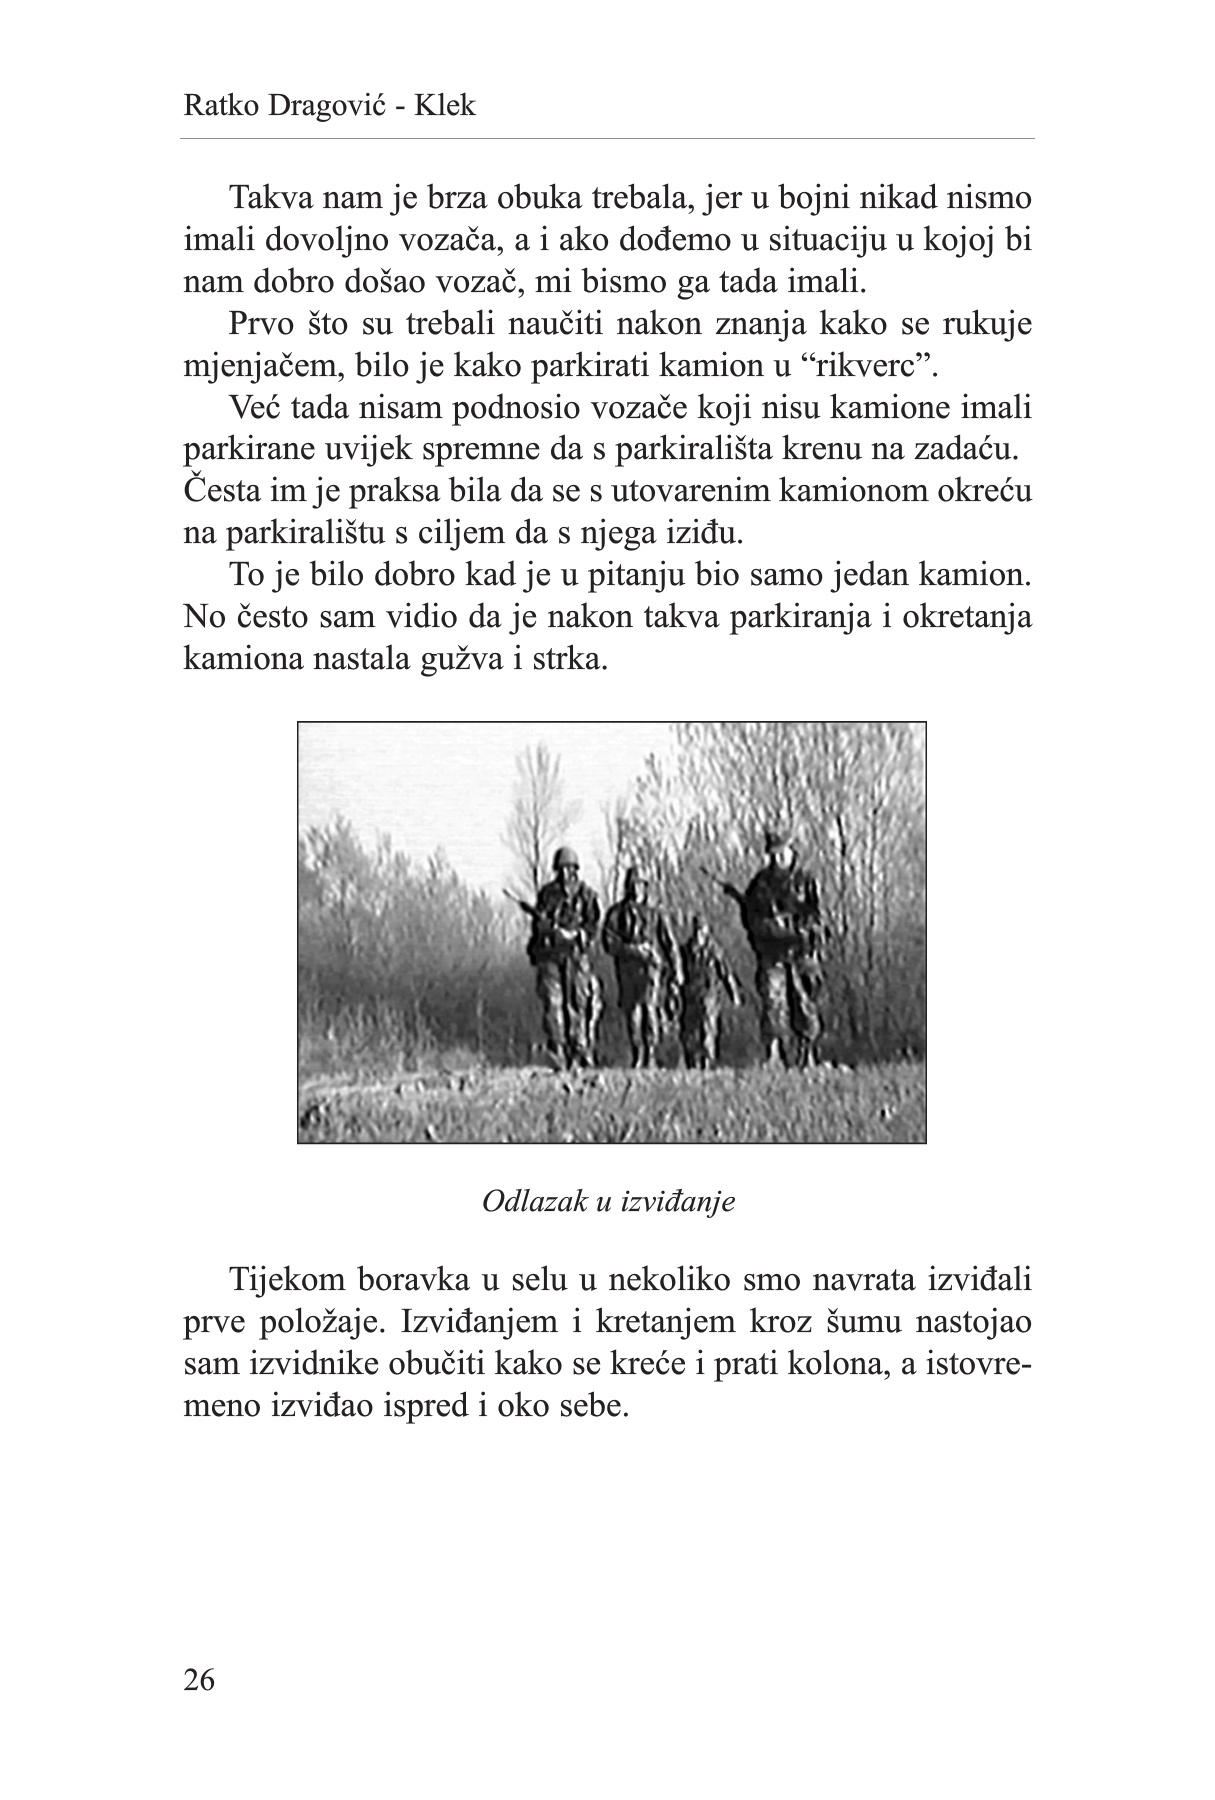 Ratko Dragović - Klek
Takva nam je brza obuka trebala, jer u bojni nikad nismo
imali dovoljno vozača, a i ako dođemo u situaciju u kojoj bi
nam dobro došao vozač, mi bismo ga tada imali.
Prvo što su trebali naučiti nakon znanja kako se rukuje
mjenjačem, bilo je kako parkirati kamion u “rikverc”.
Već tada nisam podnosio vozače koji nisu kamione imali
parkirane uvijek spremne da s parkirališta krenu na zadaću.
Česta im je praksa bila da se s utovarenim kamionom okreću
na parkiralištu s ciljem da s njega iziđu.
To je bilo dobro kad je u pitanju bio samo jedan kamion.
No često sam vidio da je nakon takva parkiranja i okretanja
kamiona nastala gužva i strka.
Odlazak u izviđanje
Tijekom boravka u selu u nekoliko smo navrata izviđali
prve položaje. Izviđanjem i kretanjem kroz šumu nastojao
sam izvidnike obučiti kako se kreće i prati kolona, a istovre-
meno izviđao ispred i oko sebe.
26